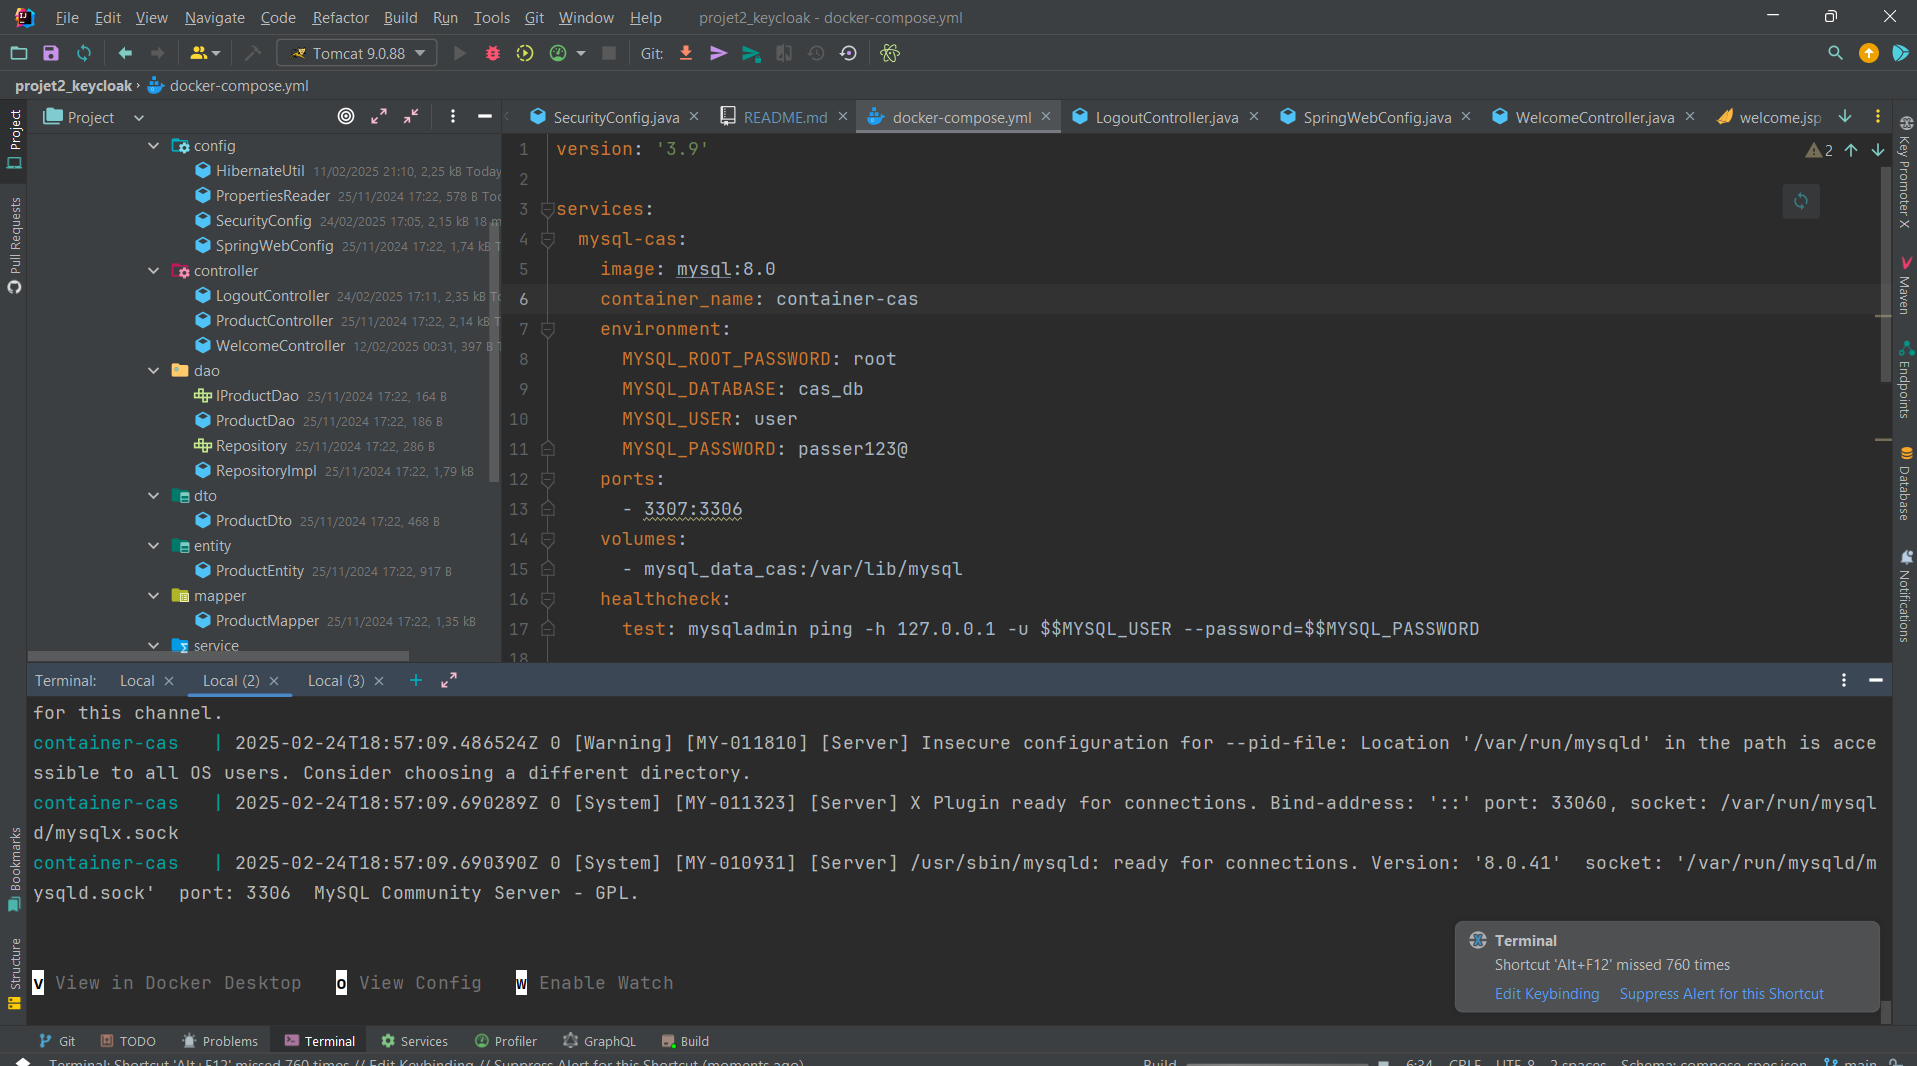 File Edit View Navigate Code Refactor Build Run Tools Git Window Help projet2_keycloak - docker-compose.yml
Tomcat 9.0.88 Git:
projet2_keycloak › docker-compose.yml
Project
Pull Requests
Bookmarks
Structure
Project
config
HibernateUtil 11/02/2025 21:10, 2,25 kB Today
PropertiesReader 25/11/2024 17:22, 578 B Too
SecurityConfig 24/02/2025 17:05, 2,15 kB 18 m
SpringWebConfig 25/11/2024 17:22, 1,74 kB T
controller
LogoutController 24/02/2025 17:11, 2,35 kB To
ProductController 25/11/2024 17:22, 2,14 kB T
WelcomeController 12/02/2025 00:31, 397 B T
dao
IProductDao 25/11/2024 17:22, 164 B
ProductDao 25/11/2024 17:22, 186 B
Repository 25/11/2024 17:22, 286 B
RepositoryImpl 25/11/2024 17:22, 1,79 kB
dto
ProductDto 25/11/2024 17:22, 468 B
entity
ProductEntity 25/11/2024 17:22, 917 B
mapper
ProductMapper 25/11/2024 17:22, 1,35 kB
service
SecurityConfig.java README.md docker-compose.yml LogoutController.java SpringWebConfig.java WelcomeController.java welcome.jsp
2
1 version: '3.9'
2
3 services:
4 mysql-cas:
5 image: mysql:8.0
6 container_name: container-cas
7 environment:
8 MYSQL_ROOT_PASSWORD: root
9 MYSQL_DATABASE: cas_db
10 MYSQL_USER: user
11 MYSQL_PASSWORD: passer123@
12 ports:
13 - 3307:3306
14 volumes:
15 - mysql_data_cas:/var/lib/mysql
16 healthcheck:
17 test: mysqladmin ping -h 127.0.0.1 -u $$MYSQL_USER --password=$$MYSQL_PASSWORD
18
Key Promoter X
Maven
Endpoints
Database
Notifications
Terminal: Local Local (2) Local (3)
for this channel.
container-cas | 2025-02-24T18:57:09.486524Z 0 [Warning] [MY-011810] [Server] Insecure configuration for --pid-file: Location '/var/run/mysqld' in the path is acce
ssible to all OS users. Consider choosing a different directory.
container-cas | 2025-02-24T18:57:09.690289Z 0 [System] [MY-011323] [Server] X Plugin ready for connections. Bind-address: '::' port: 33060, socket: /var/run/mysql
d/mysqlx.sock
container-cas | 2025-02-24T18:57:09.690390Z 0 [System] [MY-010931] [Server] /usr/sbin/mysqld: ready for connections. Version: '8.0.41' socket: '/var/run/mysqld/m
ysqld.sock' port: 3306 MySQL Community Server - GPL.
v View in Docker Desktop o View Config w Enable Watch
Terminal
Shortcut 'Alt+F12' missed 760 times
Edit Keybinding Suppress Alert for this Shortcut
Git TODO Problems Terminal Services Profiler GraphQL Build
Terminal: Shortcut 'Alt+F12' missed 760 times // Edit Keybinding // Suppress Alert for this Shortcut (moments ago) Build 6:34 CRLF UTF-8 2 spaces Schema: compose-spec.json main